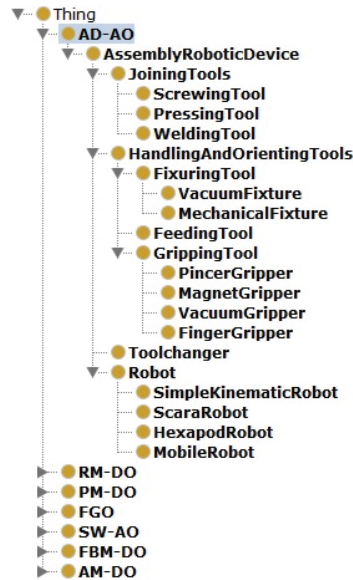 Thing
AD-AO
AssemblyRoboticDevice
JoiningTools
ScrewingTool
PressingTool
WeldingTool
HandlingAndOrientingTools
FixuringTool
VacuumFixture
MechanicalFixture
FeedingTool
GrippingTool
PincerGripper
MagnetGripper
VacuumGripper
FingerGripper
Toolchanger
Robot
SimpleKinematicRobot
ScaraRobot
HexapodRobot
MobileRobot
RM-DO
PM-DO
FGO
SW-AO
FBM-DO
AM-DO